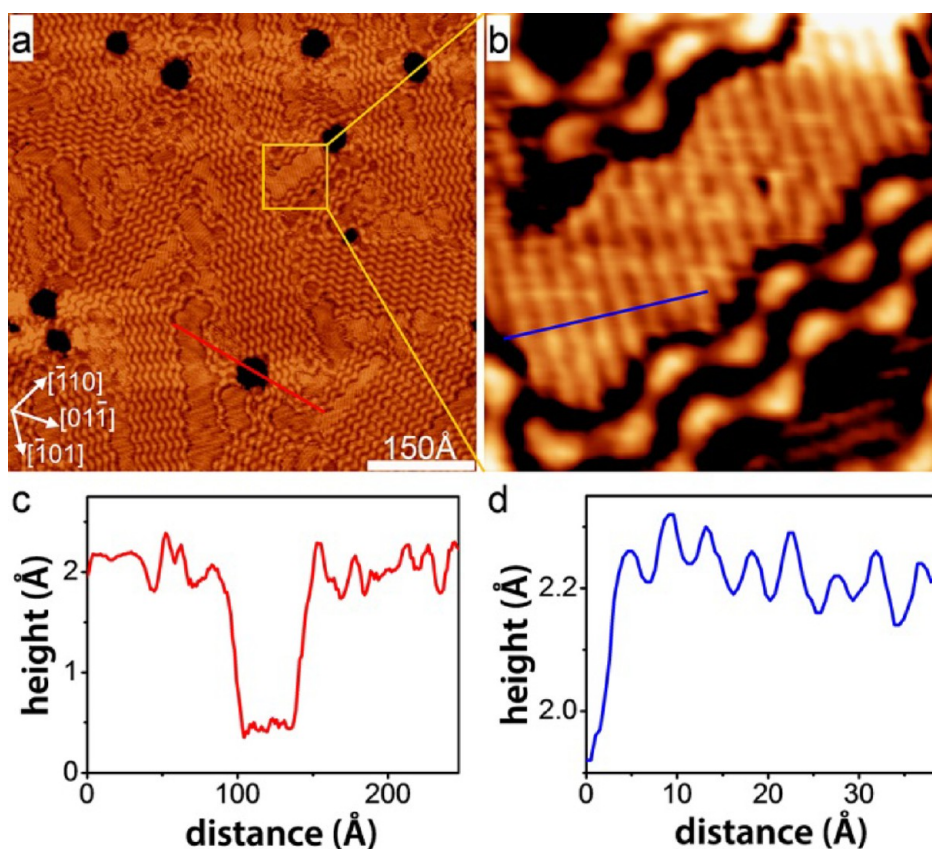 a
b
[1̄10]
[011̄]
[1̄01]
150Å
c
d
height (Å)
2
1
0
0
100
200
distance (Å)
height (Å)
2.2
2.0
0
10
20
30
distance (Å)